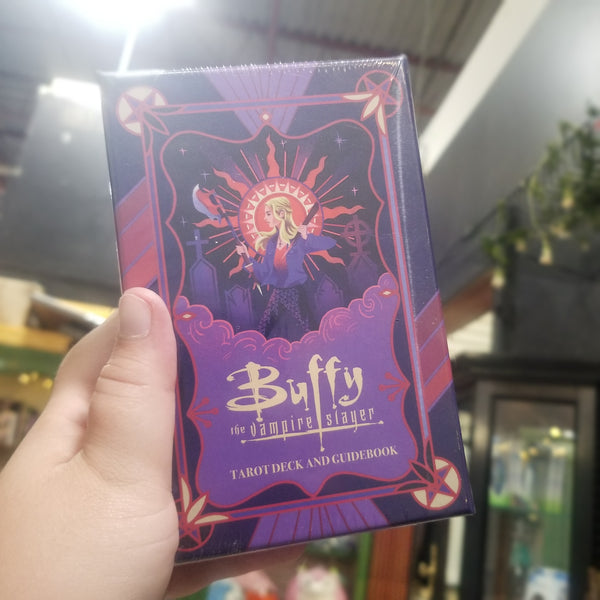 Buffy
the vampire slayer
TAROT DECK AND GUIDEBOOK